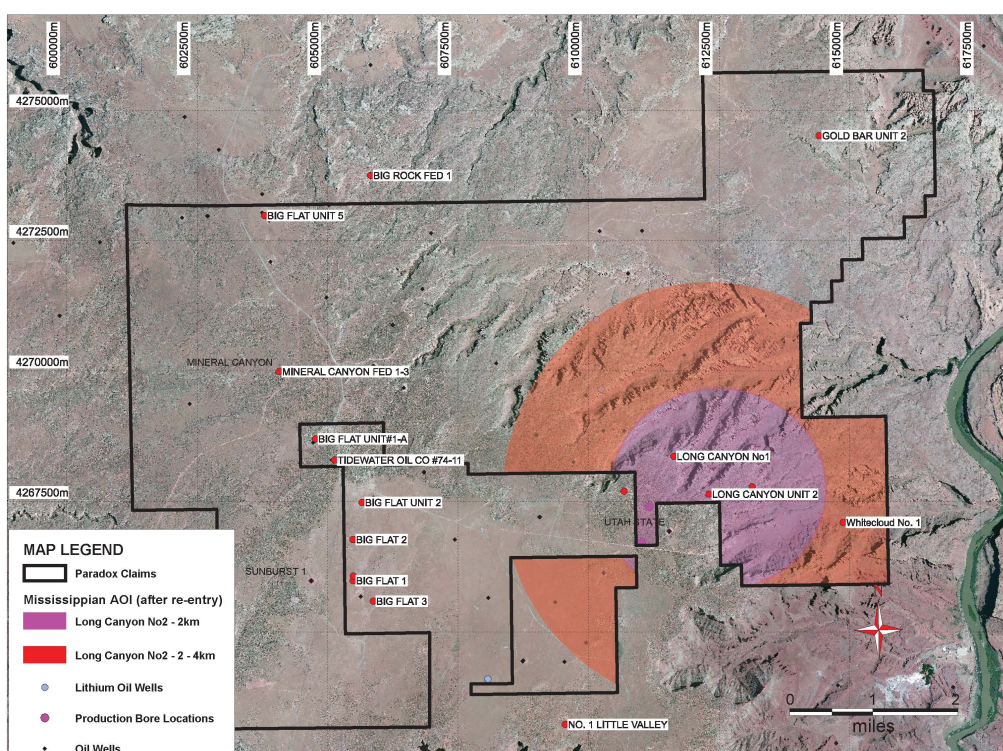 600000m
602500m
605000m
607500m
610000m
612500m
615000m
617500m
4275000m
GOLD BAR UNIT 2
BIG ROCK FED 1
BIG FLAT UNIT 5
4272500m
4270000m
MINERAL CANYON
MINERAL CANYON FED 1-3
BIG FLAT UNIT#1-A
TIDEWATER OIL CO #74-11
LONG CANYON No1
4267500m
BIG FLAT UNIT 2
LONG CANYON UNIT 2
UTAH STATE
Whitecloud No. 1
BIG FLAT 2
SUNBURST 1
BIG FLAT 1
BIG FLAT 3
NO. 1 LITTLE VALLEY
MAP LEGEND
Paradox Claims
Mississippian AOI (after re-entry)
Long Canyon No2 - 2km
Long Canyon No2 - 2 - 4km
Lithium Oil Wells
Production Bore Locations
Oil Wells
0 1 2
miles